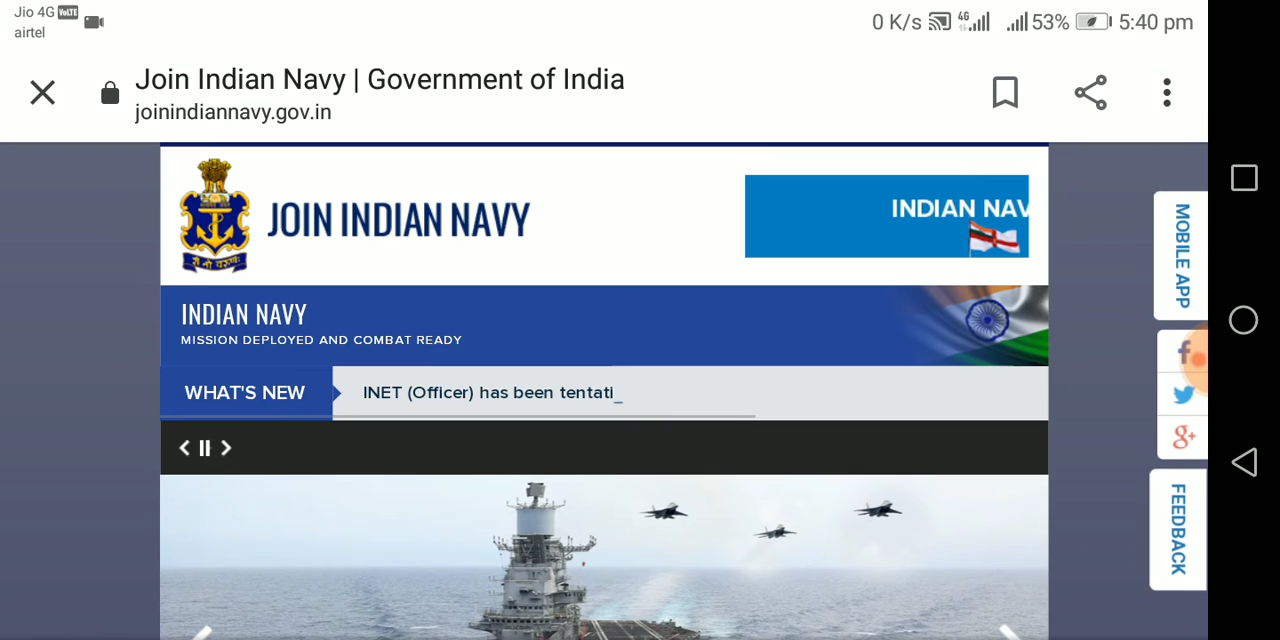 Jio 4G VoLTE
airtel
0 K/s 4G 53% 5:40 pm
Join Indian Navy | Government of India
joinindiannavy.gov.in
JOIN INDIAN NAVY
INDIAN NAV
MOBILE APP
INDIAN NAVY
MISSION DEPLOYED AND COMBAT READY
WHAT'S NEW
INET (Officer) has been tentati_
FEEDBACK